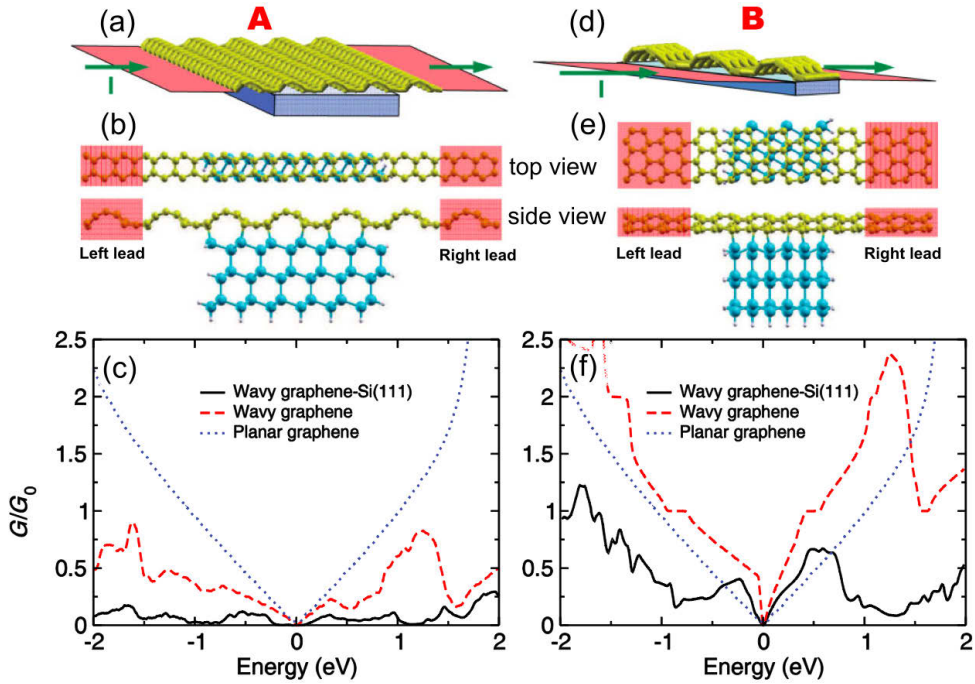 (a)
A
(d)
B
I
I
(b)
(e)
top view
side view
Left lead
Right lead
Left lead
Right lead
(c)
Wavy graphene-Si(111)
Wavy graphene
Planar graphene
G/G0
2.5
2
1.5
1
0.5
0
-2
-1
0
1
2
Energy (eV)
(f)
Wavy graphene-Si(111)
Wavy graphene
Planar graphene
2.5
2
1.5
1
0.5
0
-2
-1
0
1
2
Energy (eV)